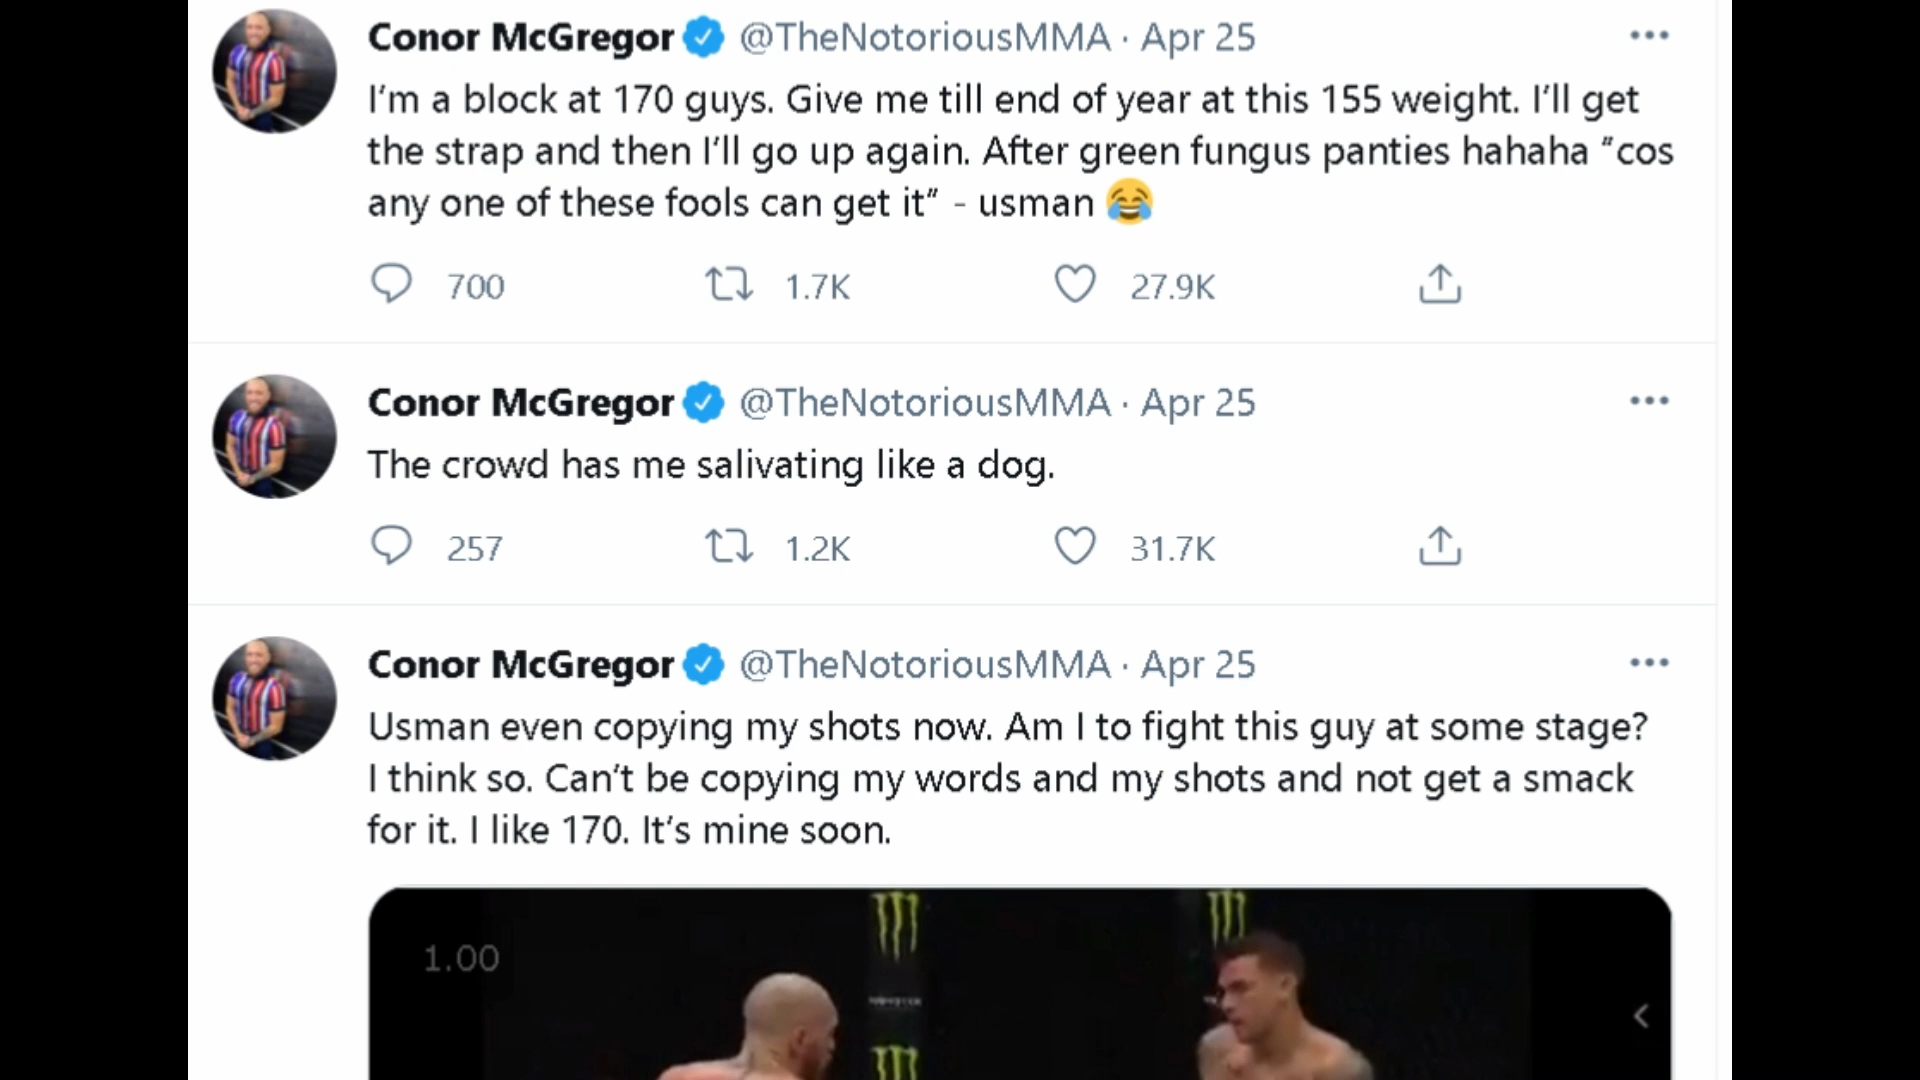 Conor McGregor @TheNotoriousMMA · Apr 25
I’m a block at 170 guys. Give me till end of year at this 155 weight. I’ll get
the strap and then I’ll go up again. After green fungus panties hahaha “cos
any one of these fools can get it” - usman 😂
700 1.7K 27.9K
Conor McGregor @TheNotoriousMMA · Apr 25
The crowd has me salivating like a dog.
257 1.2K 31.7K
Conor McGregor @TheNotoriousMMA · Apr 25
Usman even copying my shots now. Am I to fight this guy at some stage?
I think so. Can’t be copying my words and my shots and not get a smack
for it. I like 170. It’s mine soon.
1.00